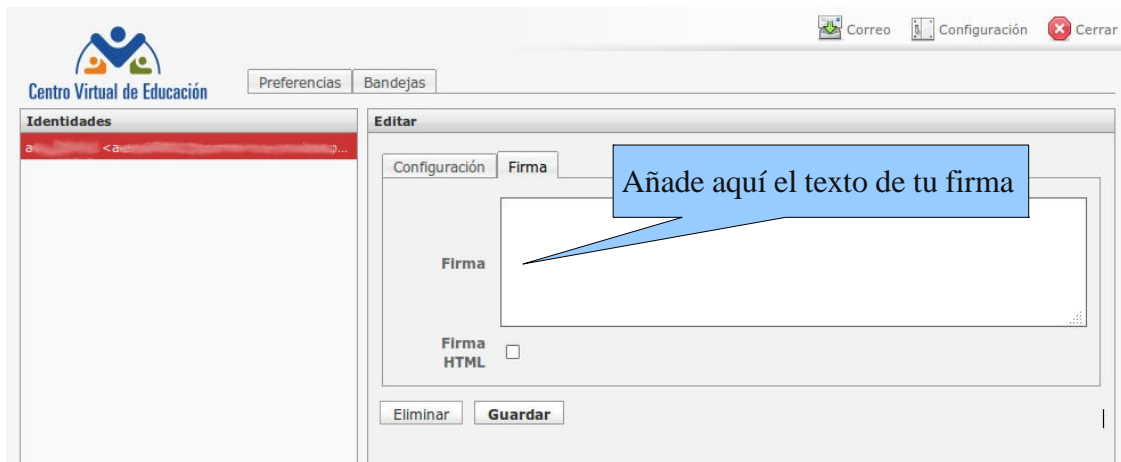 Correo Configuración Cerrar
Centro Virtual de Educación
Preferencias Bandejas
Identidades
Editar
Configuración Firma
Añade aquí el texto de tu firma
Firma
Firma
HTML
Eliminar Guardar